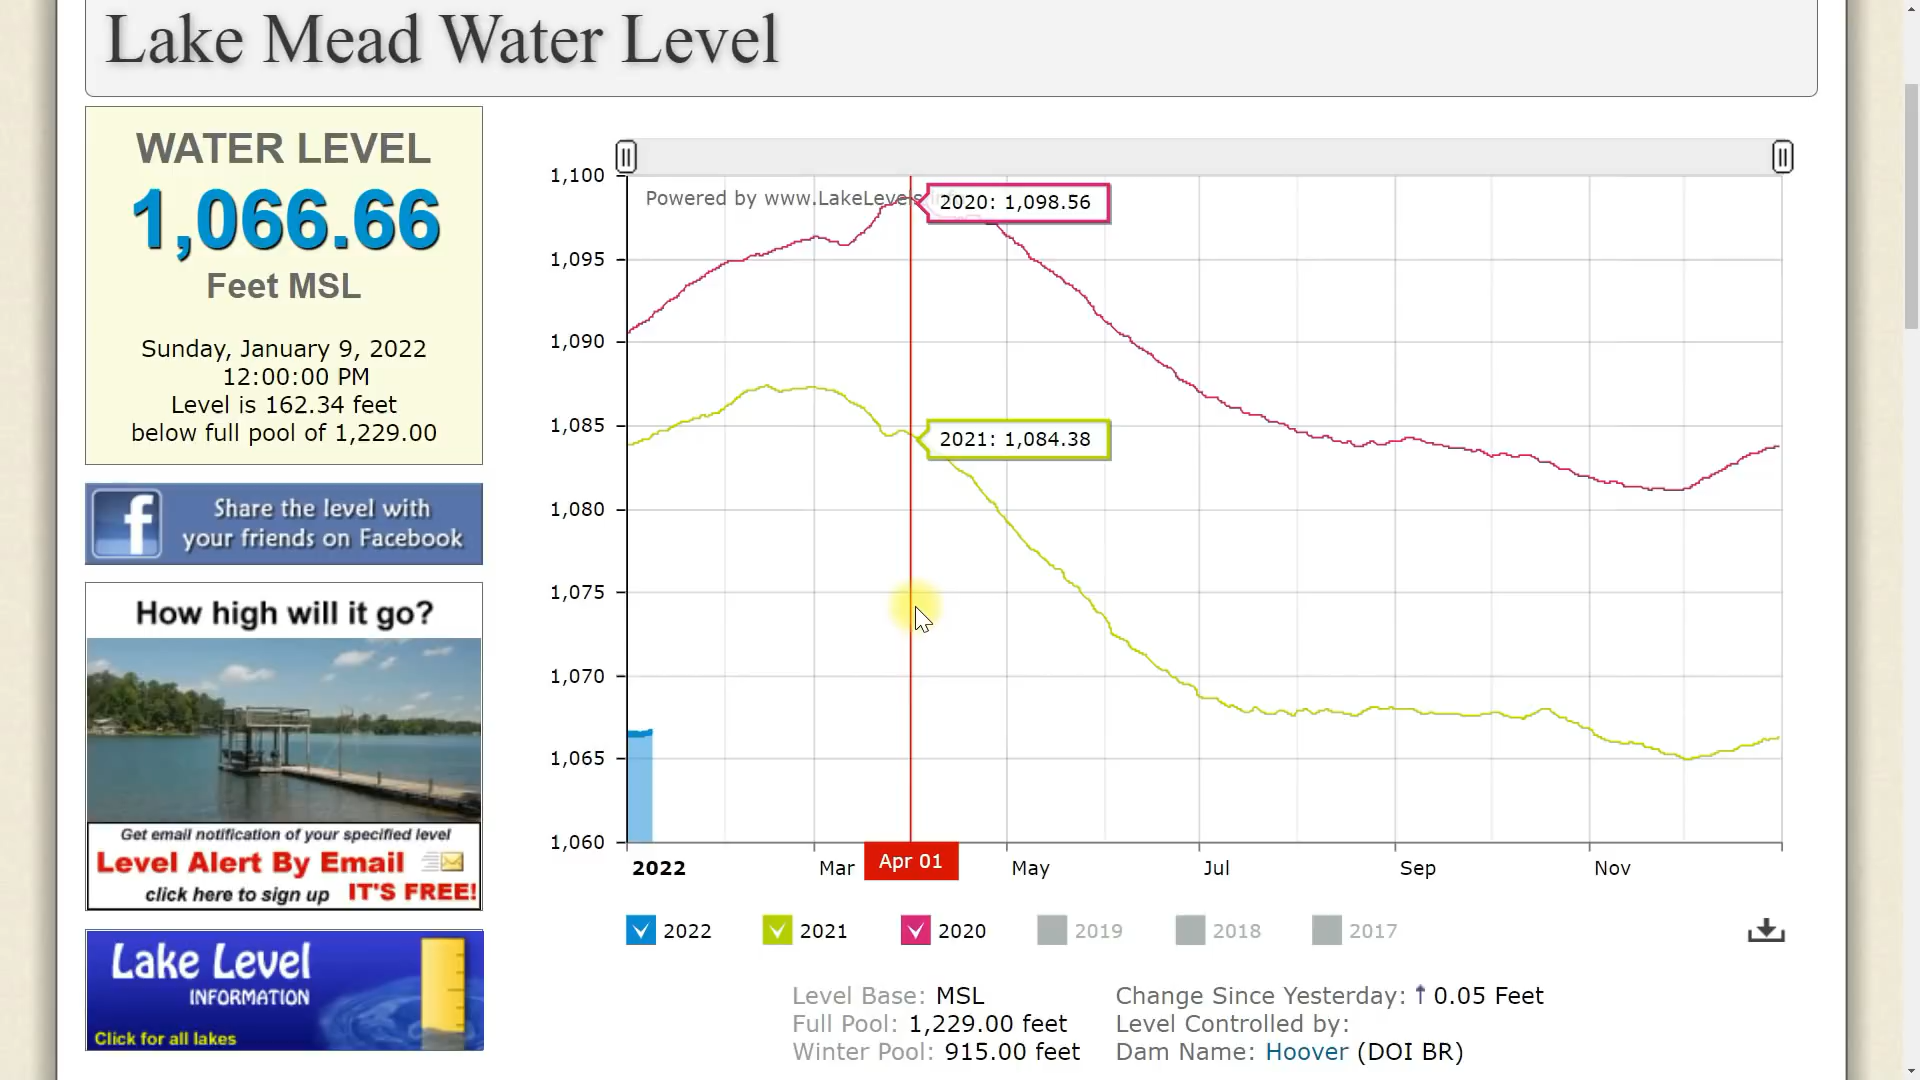 Lake Mead Water Level
WATER LEVEL
1,066.66
Feet MSL
Sunday, January 9, 2022
12:00:00 PM
Level is 162.34 feet
below full pool of 1,229.00
Share the level with
your friends on Facebook
How high will it go?
Get email notification of your specified level
Level Alert By Email
click here to sign up IT'S FREE!
Lake Level
INFORMATION
Click for all lakes
1,100
1,095
1,090
1,085
1,080
1,075
1,070
1,065
1,060
Powered by www.LakeLevels
2020: 1,098.56
2021: 1,084.38
2022 Mar Apr 01 May Jul Sep Nov
2022 2021 2020 2019 2018 2017
Level Base: MSL
Full Pool: 1,229.00 feet
Winter Pool: 915.00 feet
Change Since Yesterday: ↑ 0.05 Feet
Level Controlled by:
Dam Name: Hoover (DOI BR)